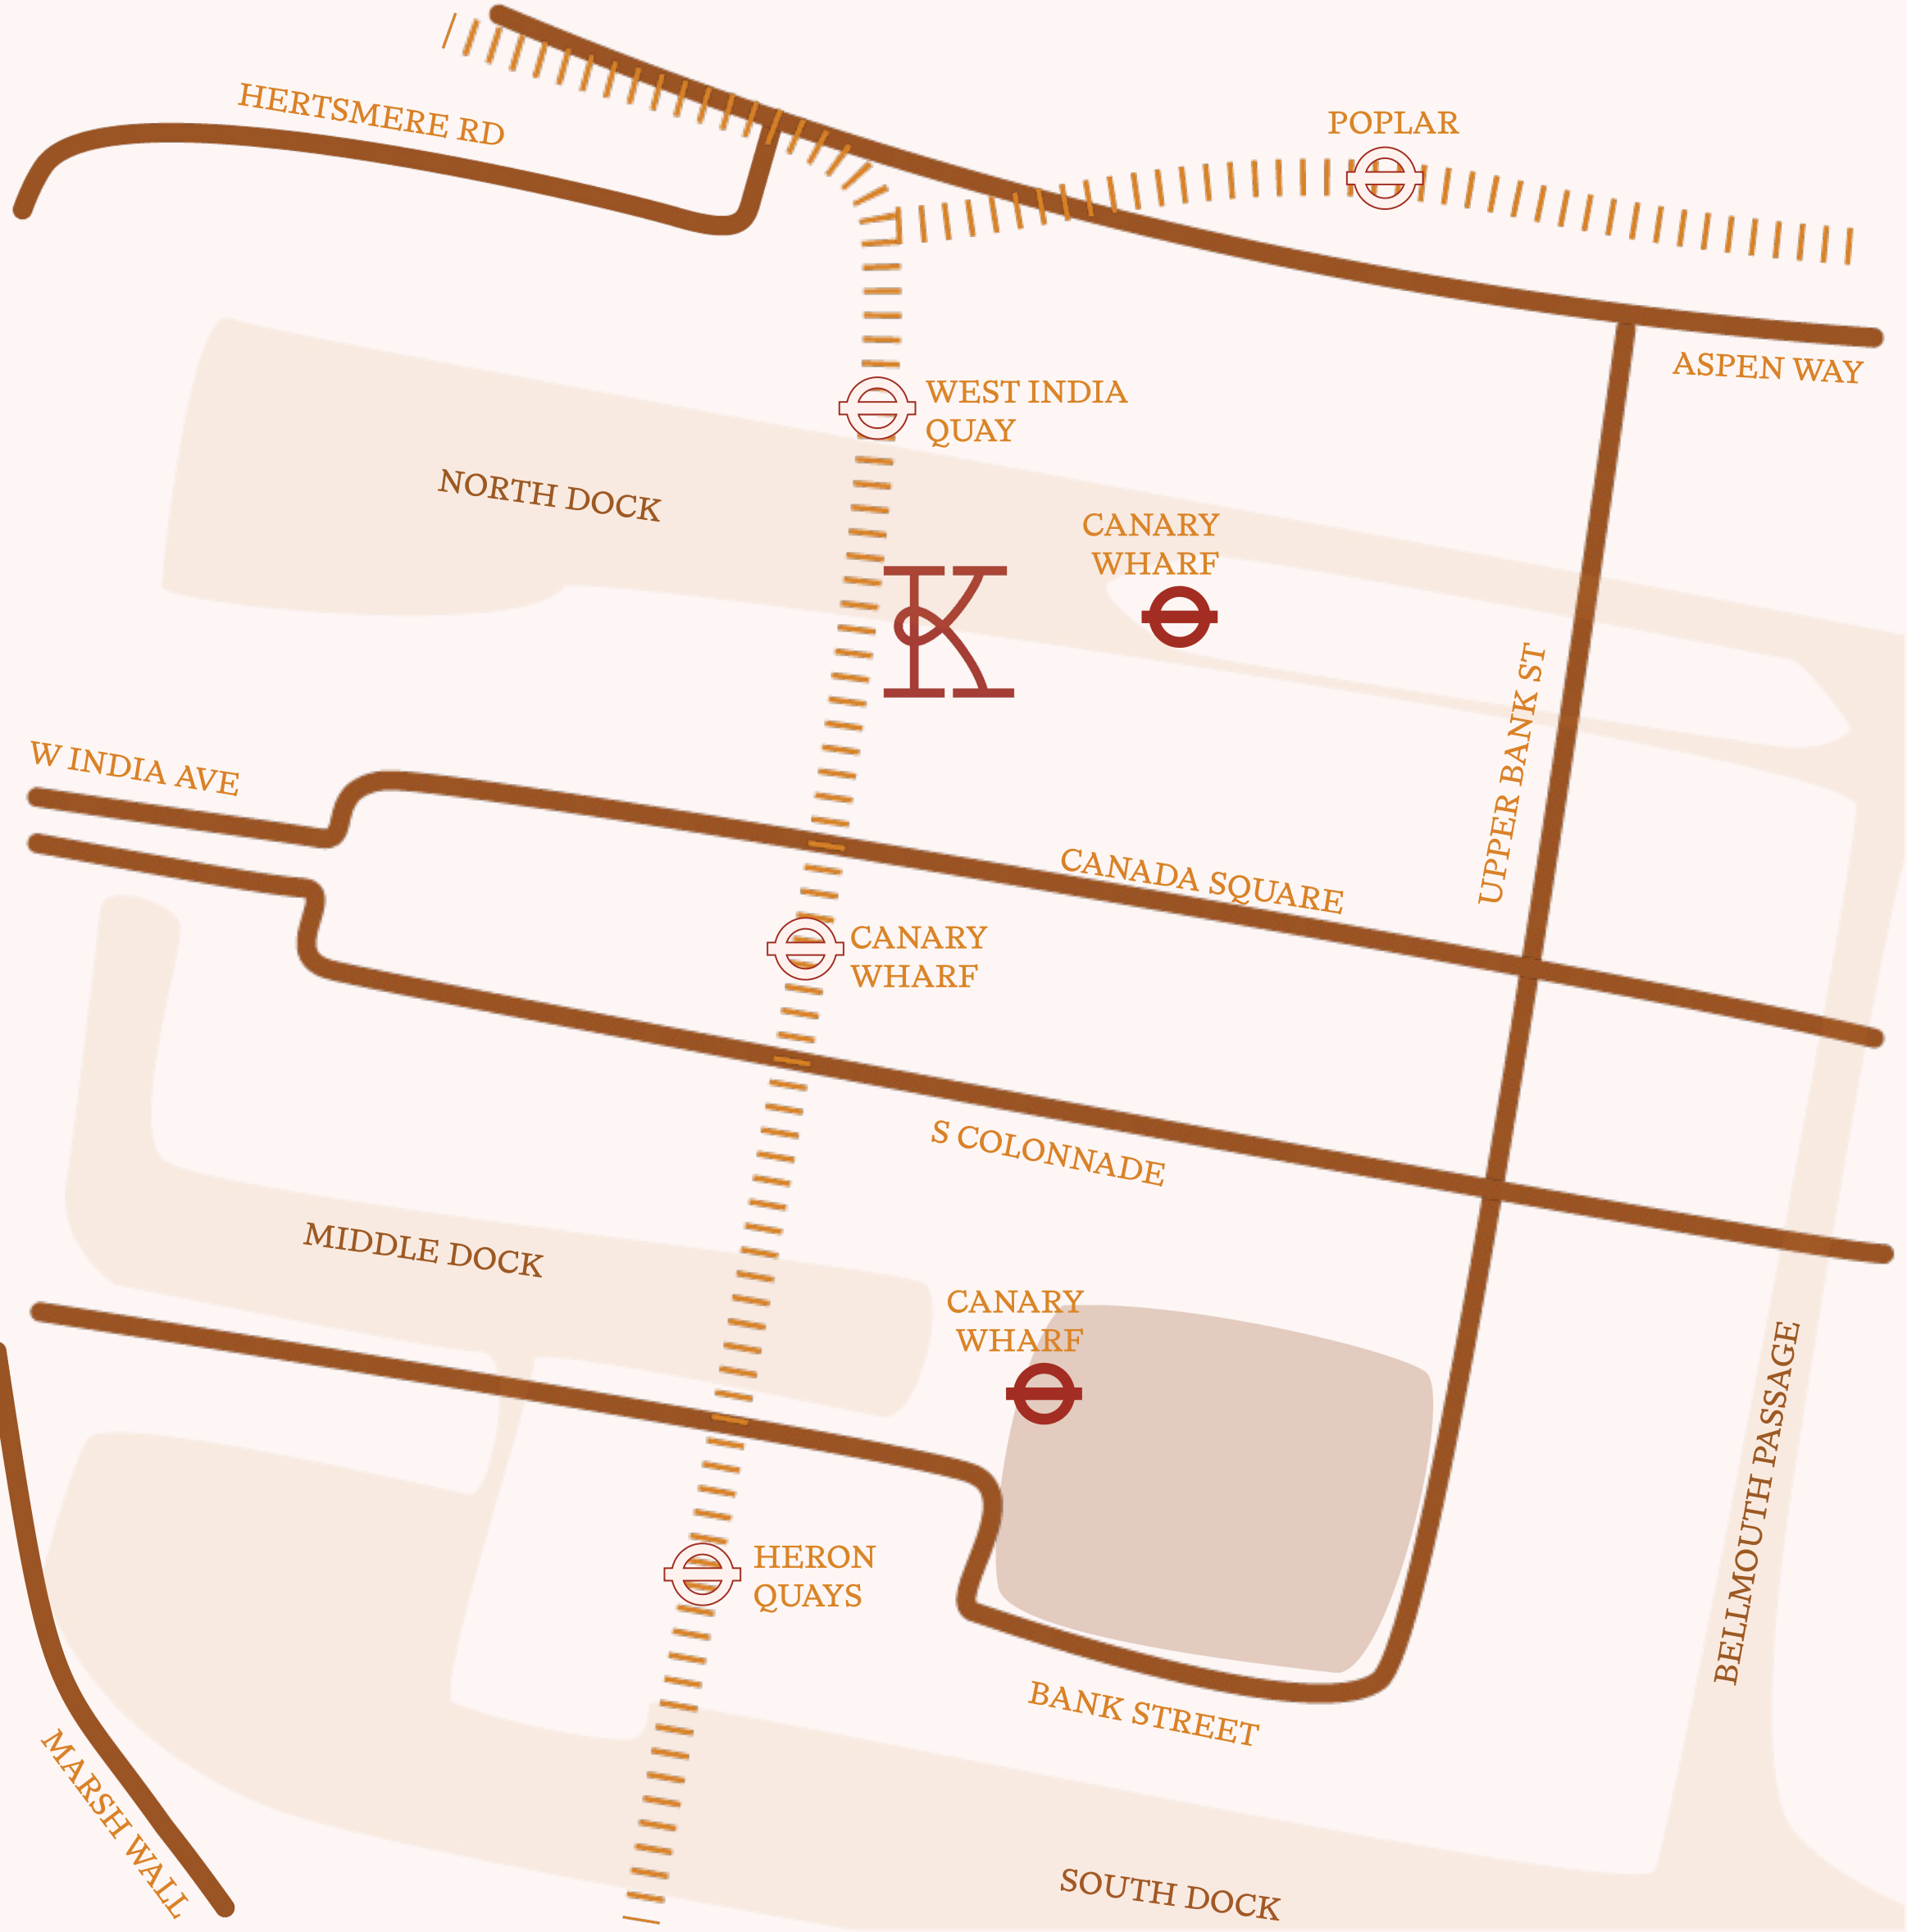 HERTSMERE RD
POPLAR
ASPEN WAY
WEST INDIA
QUAY
NORTH DOCK
CANARY
WHARF
K
UPPER BANK ST
W INDIA AVE
CANADA SQUARE
CANARY
WHARF
S COLONNADE
MIDDLE DOCK
CANARY
WHARF
BELLMOUTH PASSAGE
HERON
QUAYS
BANK STREET
MARSH WALL
SOUTH DOCK